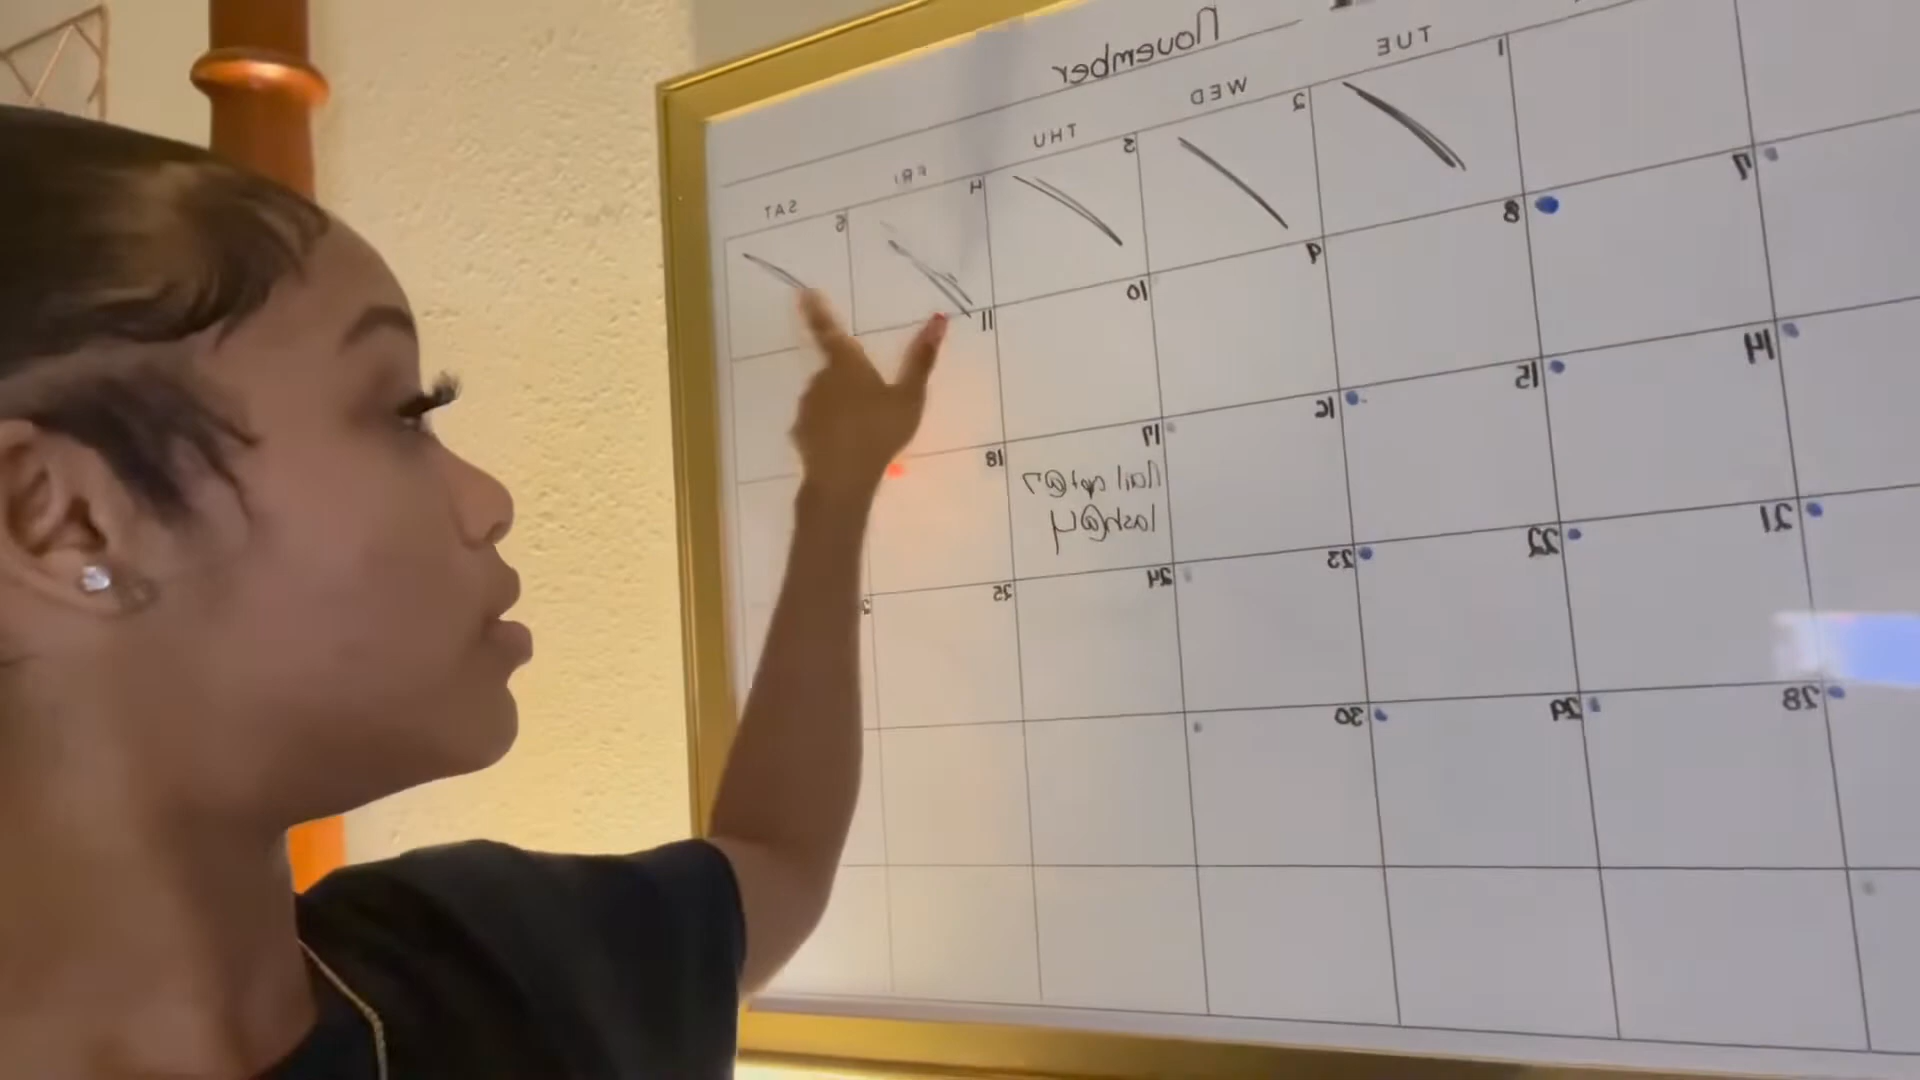 November
TUE WED THU FRI SAT
1 2 3 4 5
7 8 9 10 11
14 15 16 17 18
Nail apt@7
lash@4
21 22 23 24 25
28 29 30